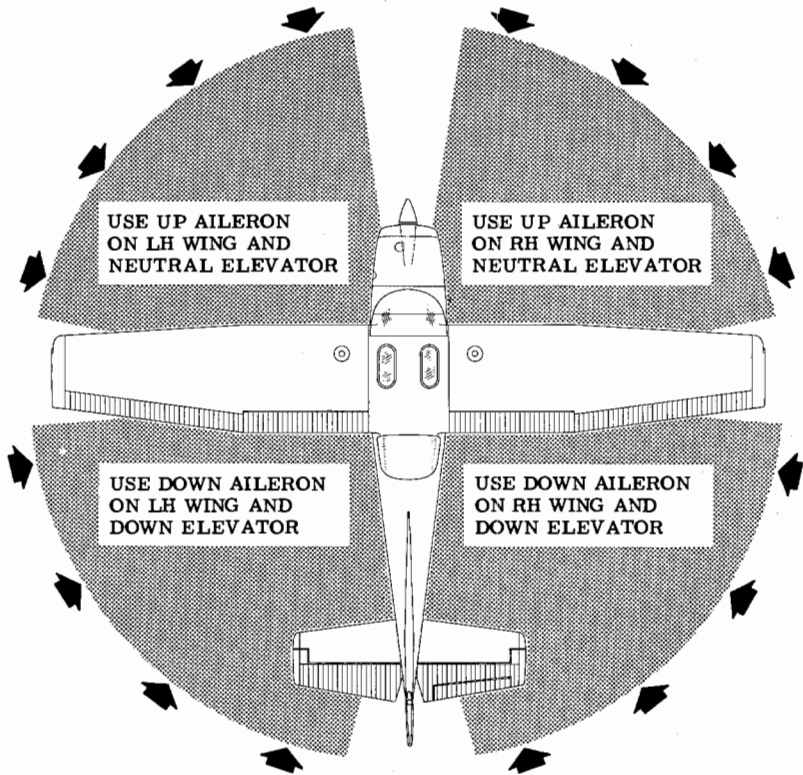 USE UP AILERON
ON LH WING AND
NEUTRAL ELEVATOR
USE UP AILERON
ON RH WING AND
NEUTRAL ELEVATOR
USE DOWN AILERON
ON LH WING AND
DOWN ELEVATOR
USE DOWN AILERON
ON RH WING AND
DOWN ELEVATOR